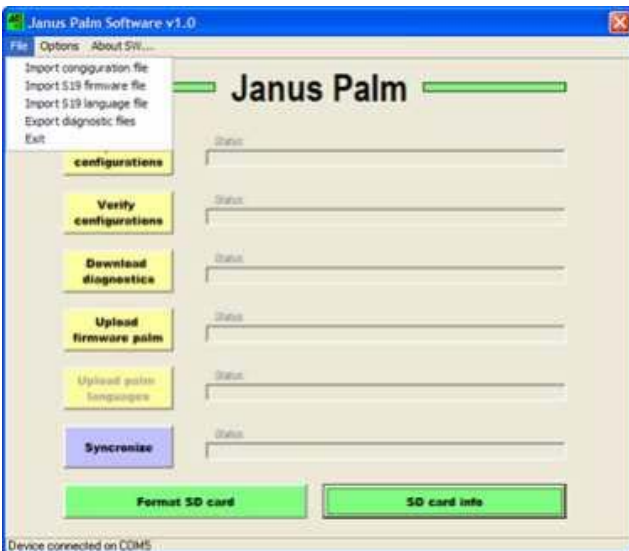 Janus Palm Software v1.0
File Options About SW....
Import congiguration file
Import S19 firmware file
Import S19 language file
Export diagnostic files
Exit
Janus Palm
configurations
Status
Verify
configurations
Status
Download
diagnostics
Status
Upload
firmware palm
Status
Upload palm
languages
Status
Syncronize
Status
Format SD card
SD card info
Device connected on COM5